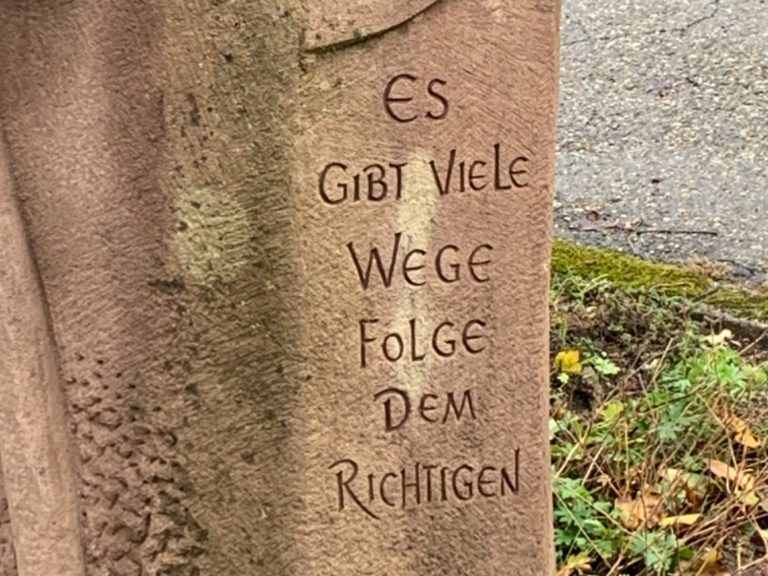 ES
GIBT VIELE
WEGE
FOLGE
DEM
RICHTIGEN